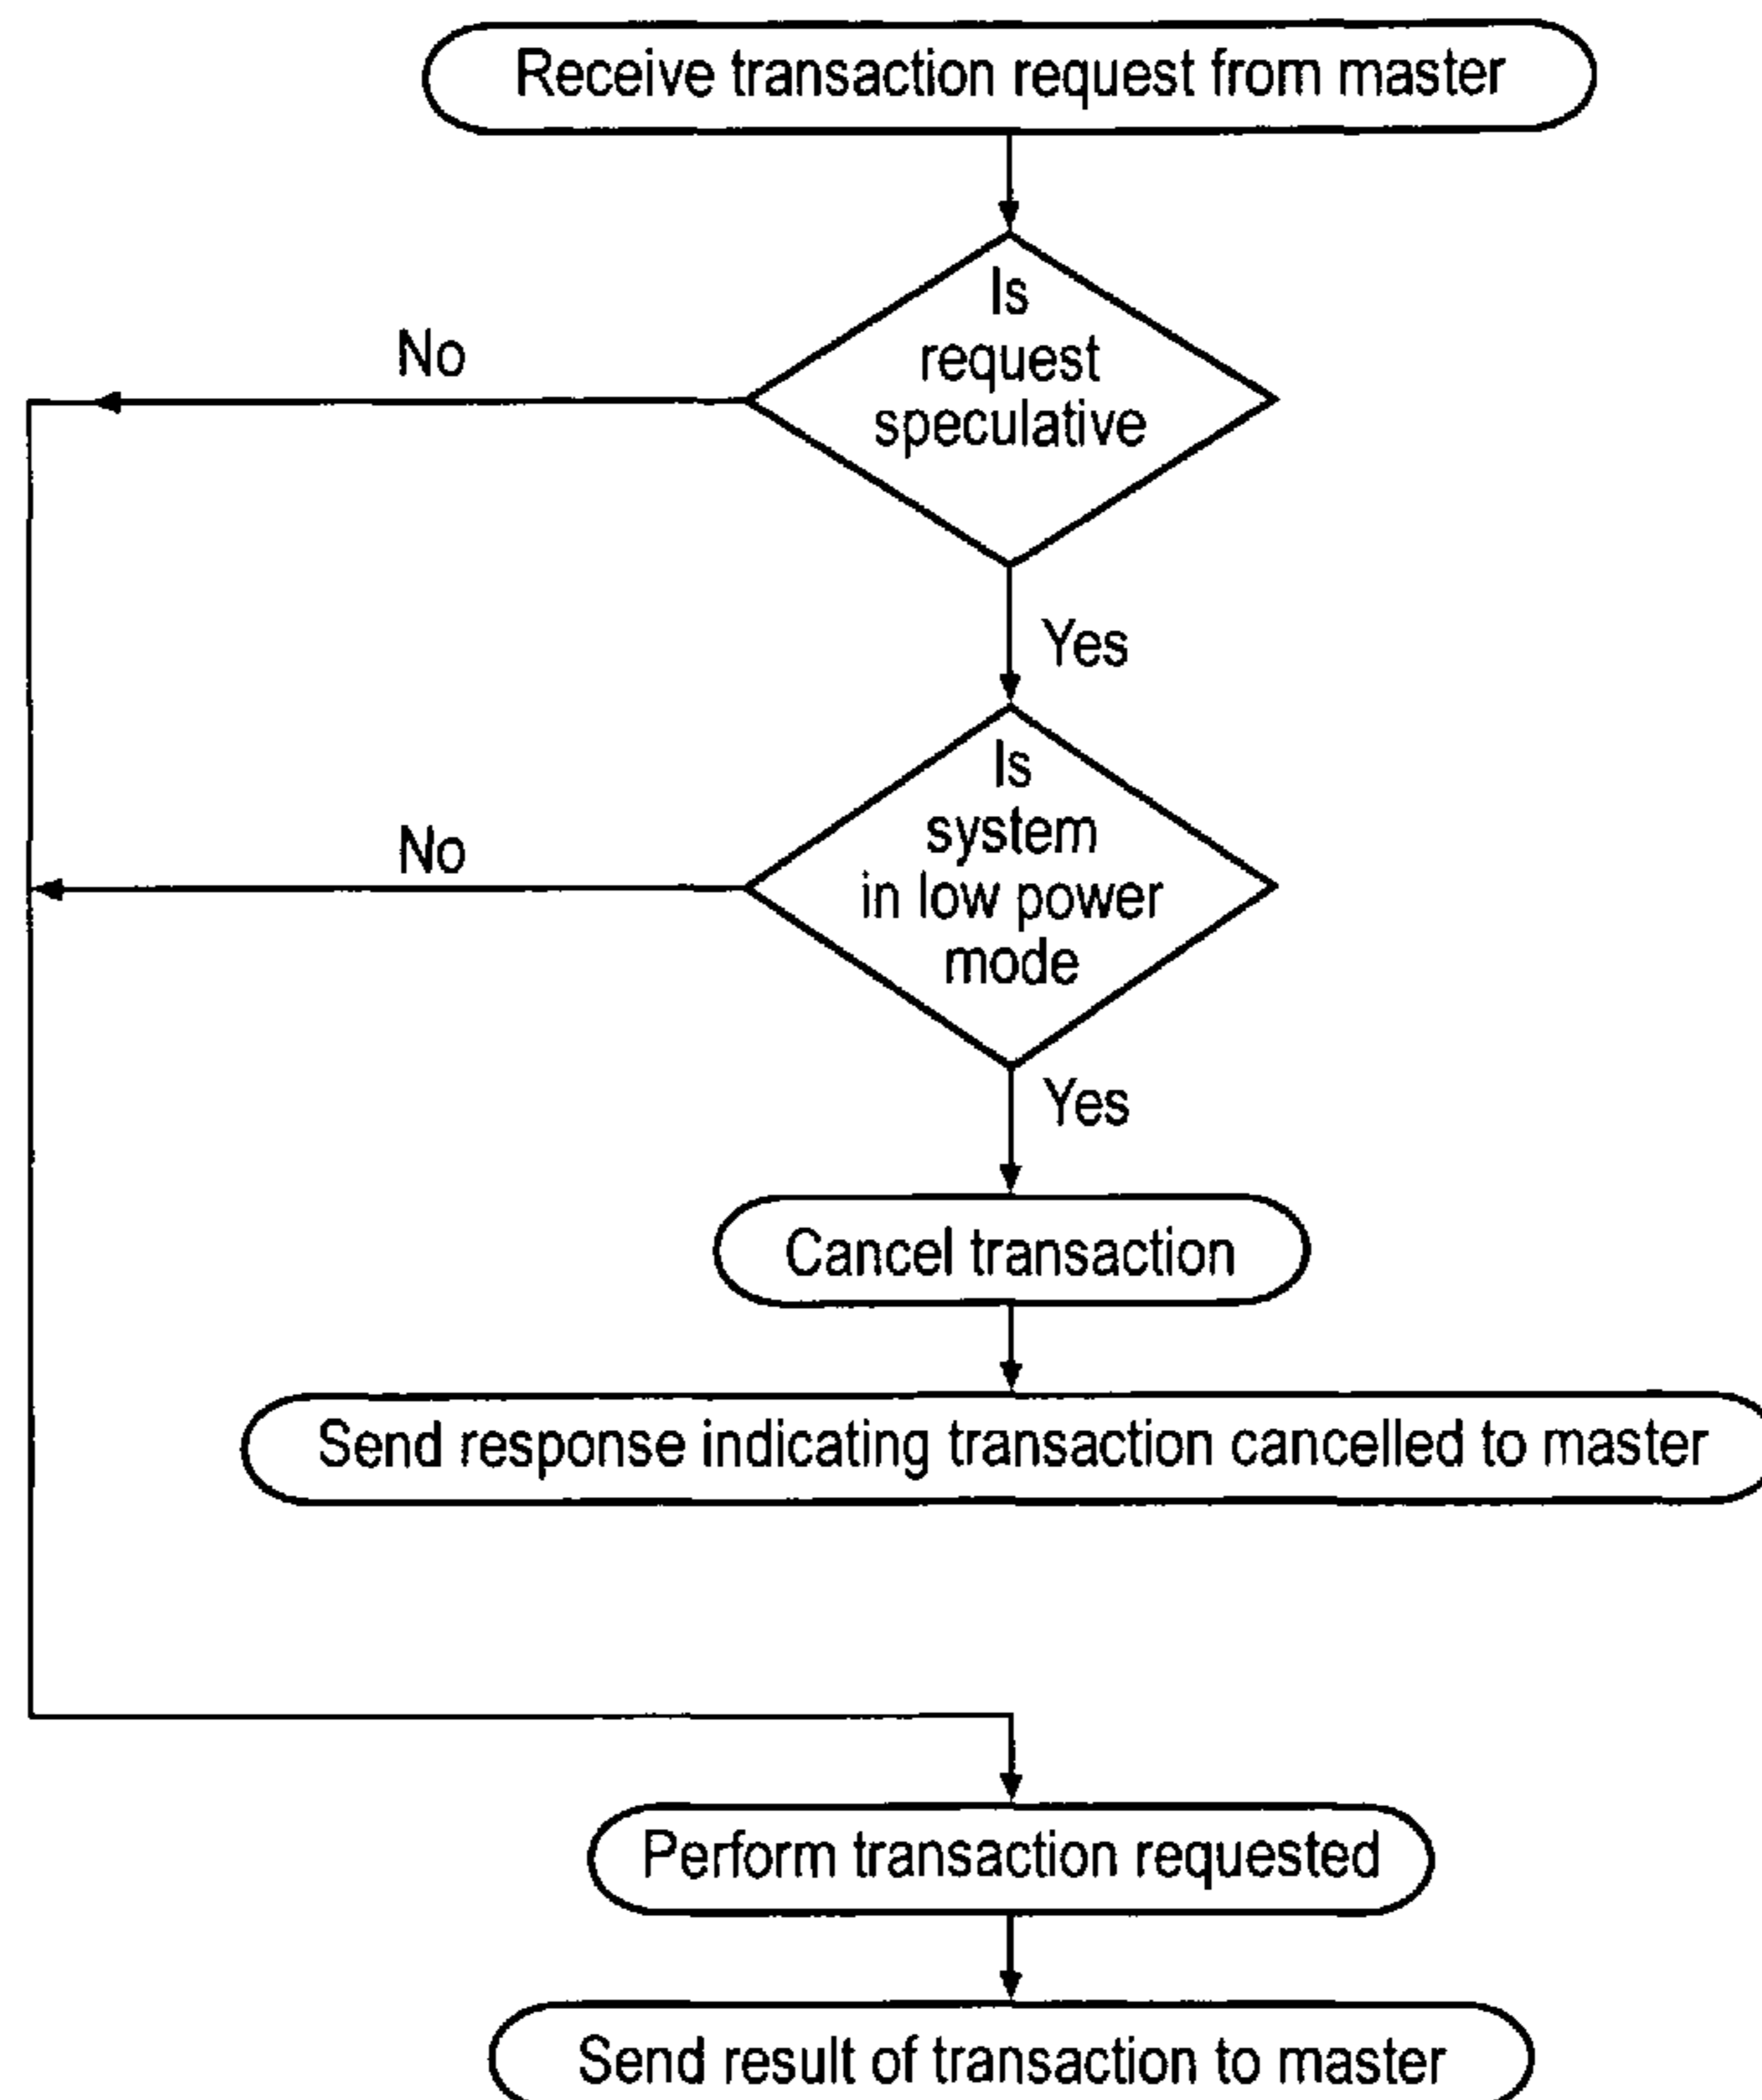 Receive transaction request from master
Is
request
speculative
No
Yes
Is
system
in low power
mode
No
Yes
Cancel transaction
Send response indicating transaction cancelled to master
Perform transaction requested
Send result of transaction to master